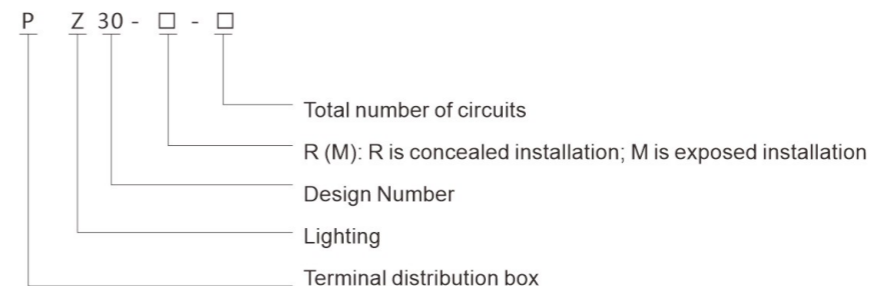 P Z 30 - □ - □
Total number of circuits
R (M): R is concealed installation; M is exposed installation
Design Number
Lighting
Terminal distribution box